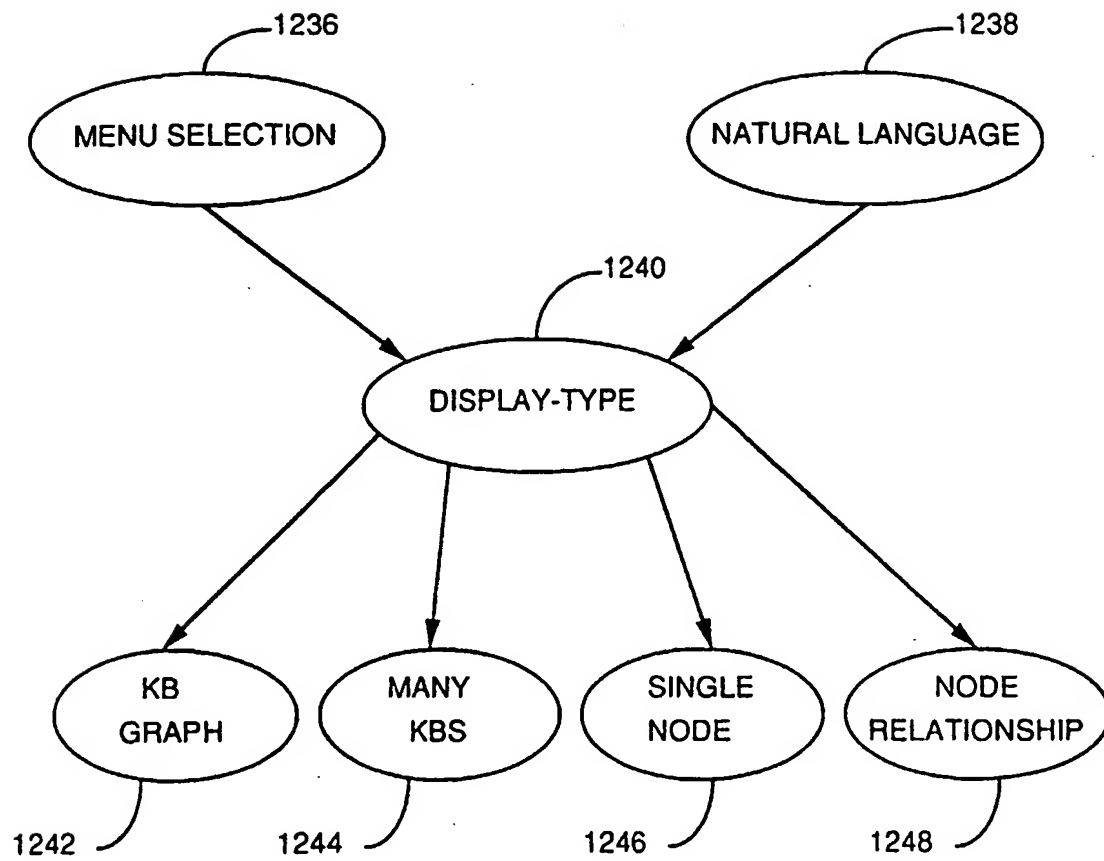 1236
1238
MENU SELECTION
NATURAL LANGUAGE
1240
DISPLAY-TYPE
KB
GRAPH
MANY
KBS
SINGLE
NODE
NODE
RELATIONSHIP
1242
1244
1246
1248